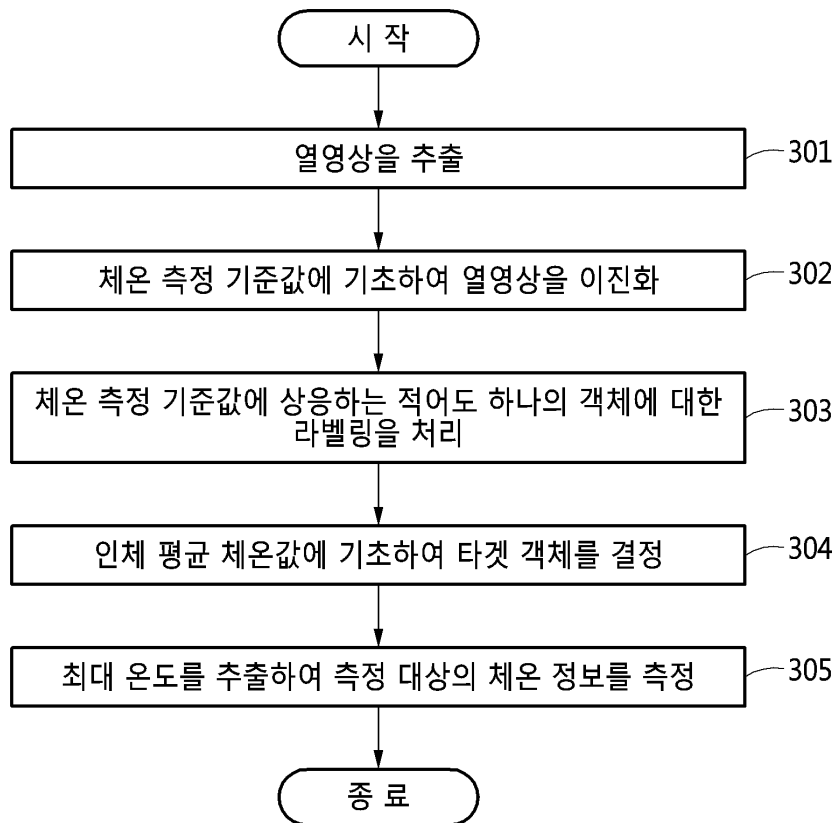 시 작
열영상을 추출
301
체온 측정 기준값에 기초하여 열영상을 이진화
302
체온 측정 기준값에 상응하는 적어도 하나의 객체에 대한
라벨링을 처리
303
인체 평균 체온값에 기초하여 타겟 객체를 결정
304
최대 온도를 추출하여 측정 대상의 체온 정보를 측정
305
종 료